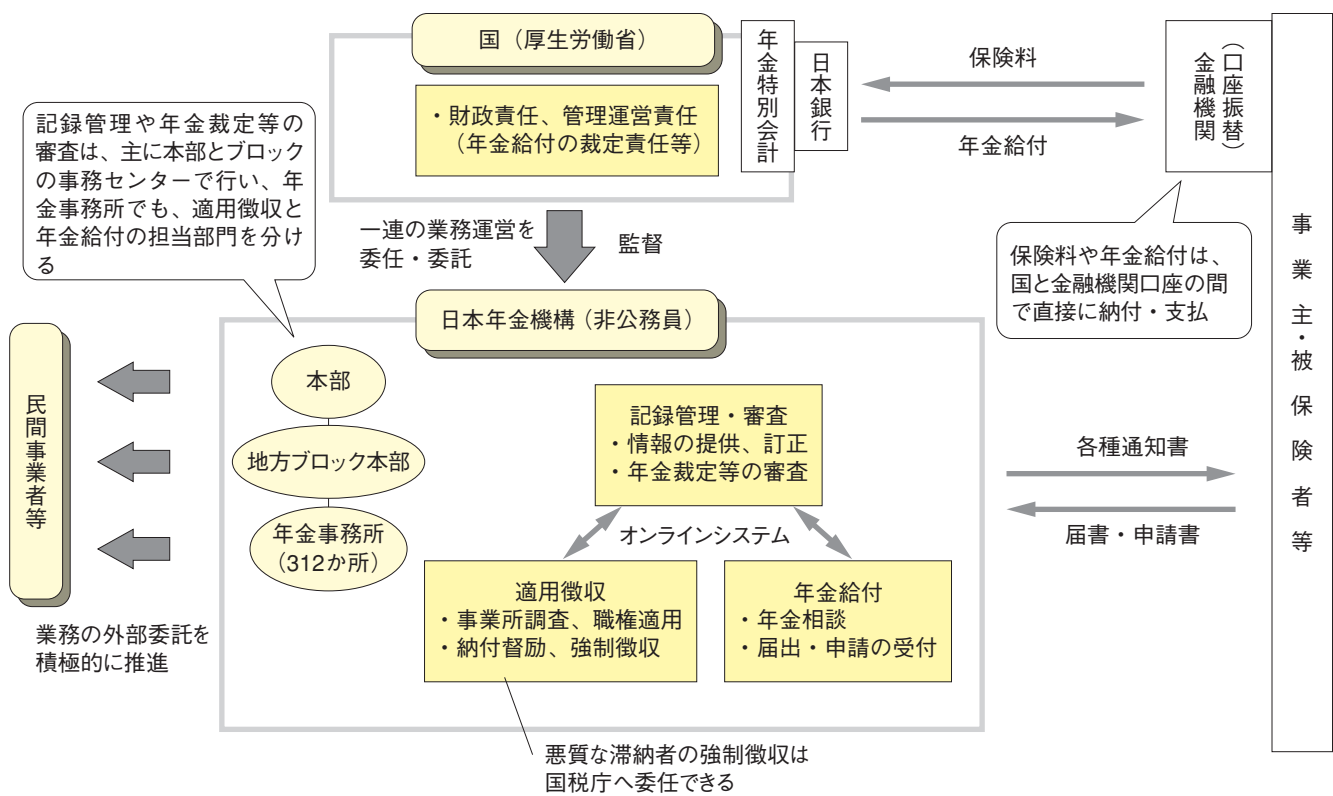 国（厚生労働省）
・財政責任、管理運営責任
（年金給付の裁定責任等）
年金特別会計
日本銀行
保険料
年金給付
（口座振替）
金融機関
事業主・被保険者等
記録管理や年金裁定等の
審査は、主に本部とブロック
の事務センターで行い、年
金事務所でも、適用徴収と
年金給付の担当部門を分け
る
一連の業務運営を
委任・委託
監督
保険料や年金給付は、
国と金融機関口座の間
で直接に納付・支払
日本年金機構（非公務員）
本部
地方ブロック本部
年金事務所
（312か所）
民間事業者等
業務の外部委託を
積極的に推進
記録管理・審査
・情報の提供、訂正
・年金裁定等の審査
オンラインシステム
適用徴収
・事業所調査、職権適用
・納付督励、強制徴収
年金給付
・年金相談
・届出・申請の受付
各種通知書
届書・申請書
悪質な滞納者の強制徴収は
国税庁へ委任できる